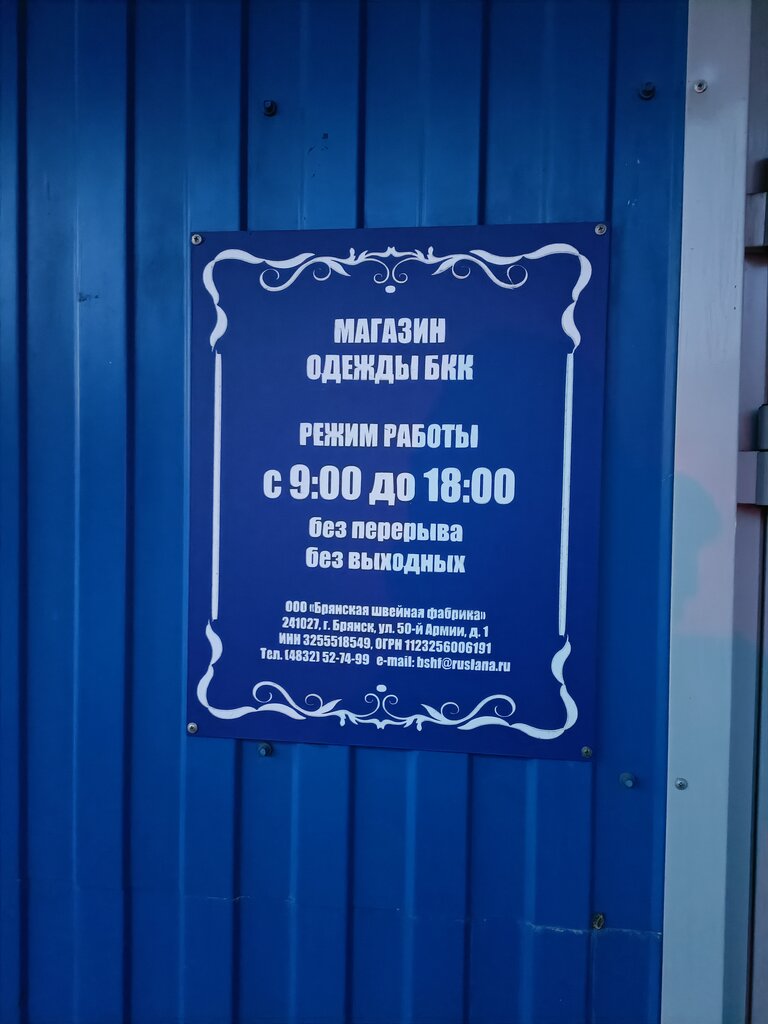 МАГАЗИН
ОДЕЖДЫ БКК
РЕЖИМ РАБОТЫ
с 9:00 до 18:00
без перерыва
без выходных
ООО «Брянская швейная фабрика»
241027, г. Брянск, ул. 50-й Армии, д. 1
ИНН 3255518549, ОГРН 1123256006191
Тел. (4832) 52-74-99 e-mail: bshf@ruslana.ru